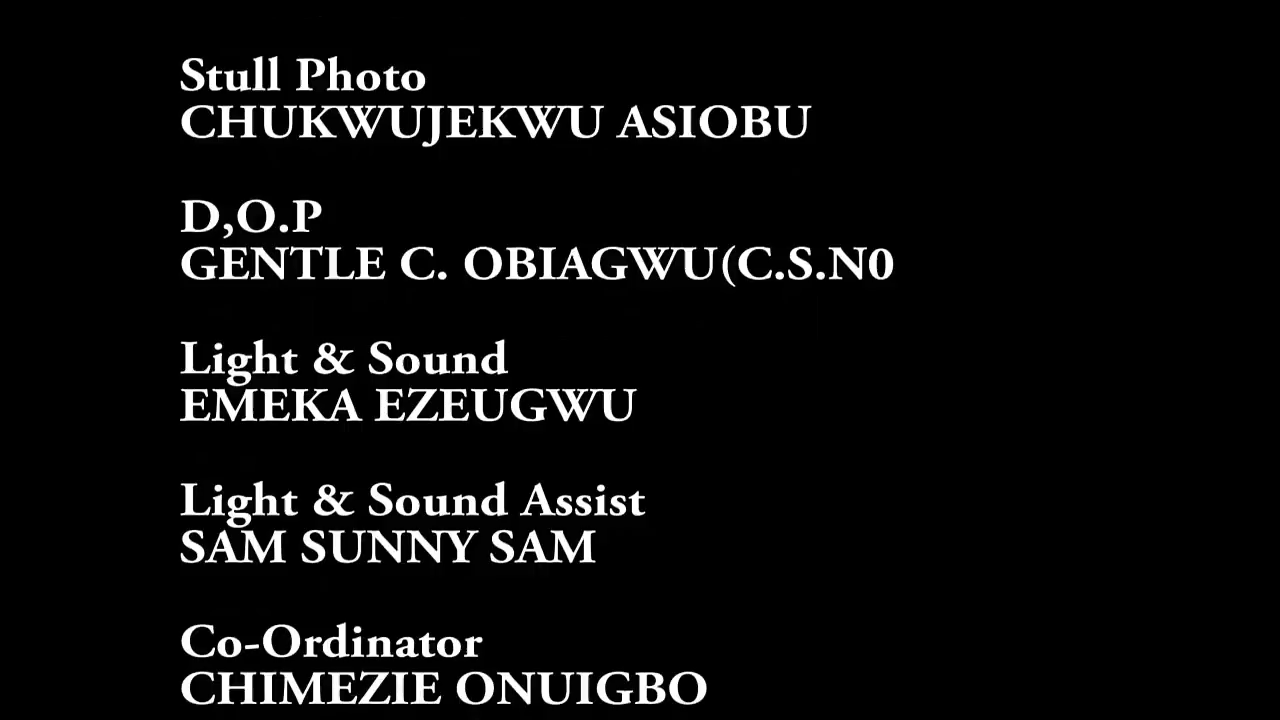 Stull Photo
CHUKWUJEKWU ASIOBU
D,O.P
GENTLE C. OBIAGWU(C.S.N0
Light & Sound
EMEKA EZEUGWU
Light & Sound Assist
SAM SUNNY SAM
Co-Ordinator
CHIMEZIE ONUIGBO